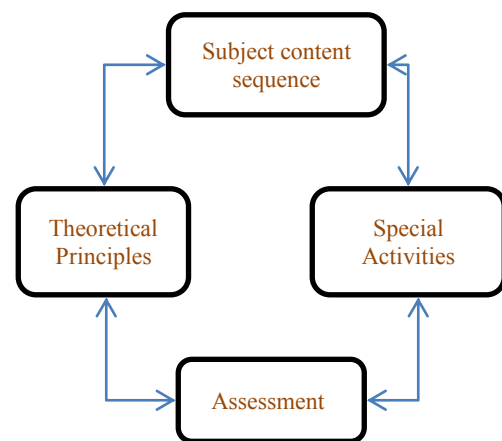 Subject content
sequence
Theoretical
Principles
Special
Activities
Assessment